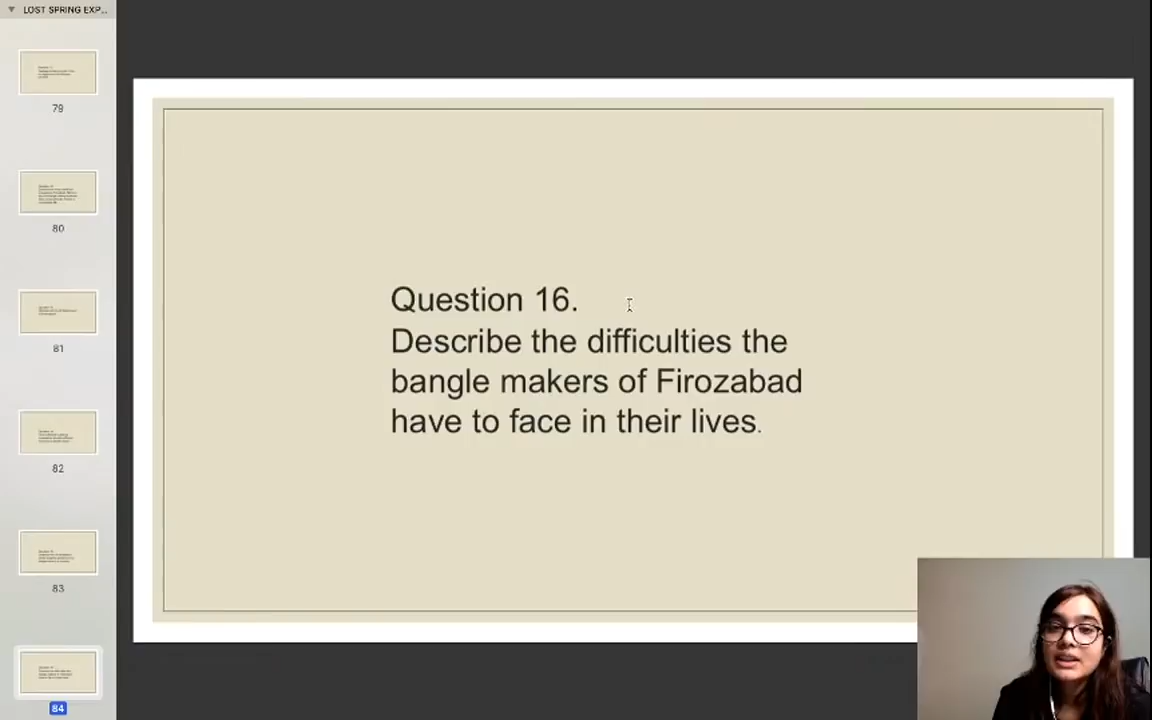 LOST SPRING EXP...
79
80
81
82
83
84
Question 16.
Describe the difficulties the
bangle makers of Firozabad
have to face in their lives.